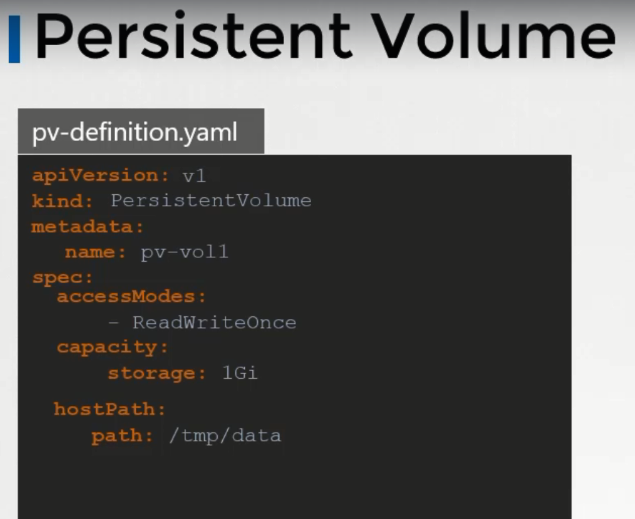 Persistent Volume
pv-definition.yaml
apiVersion: v1
kind: PersistentVolume
metadata:
name: pv-vol1
spec:
accessModes:
- ReadWriteOnce
capacity:
storage: 1Gi
hostPath:
path: /tmp/data